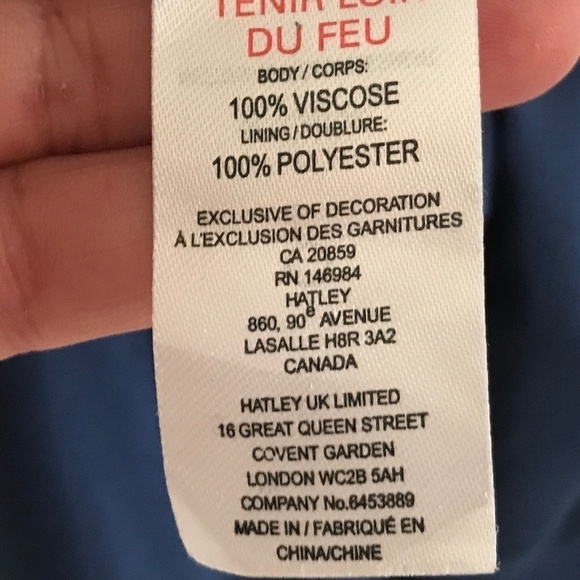 TENIR LOIN
DU FEU
BODY / CORPS:
100% VISCOSE
LINING / DOUBLURE:
100% POLYESTER
EXCLUSIVE OF DECORATION
À L'EXCLUSION DES GARNITURES
CA 20859
RN 146984
HATLEY
860, 90e AVENUE
LASALLE H8R 3A2
CANADA
HATLEY UK LIMITED
16 GREAT QUEEN STREET
COVENT GARDEN
LONDON WC2B 5AH
COMPANY No.6453889
MADE IN / FABRIQUÉ EN
CHINA/CHINE